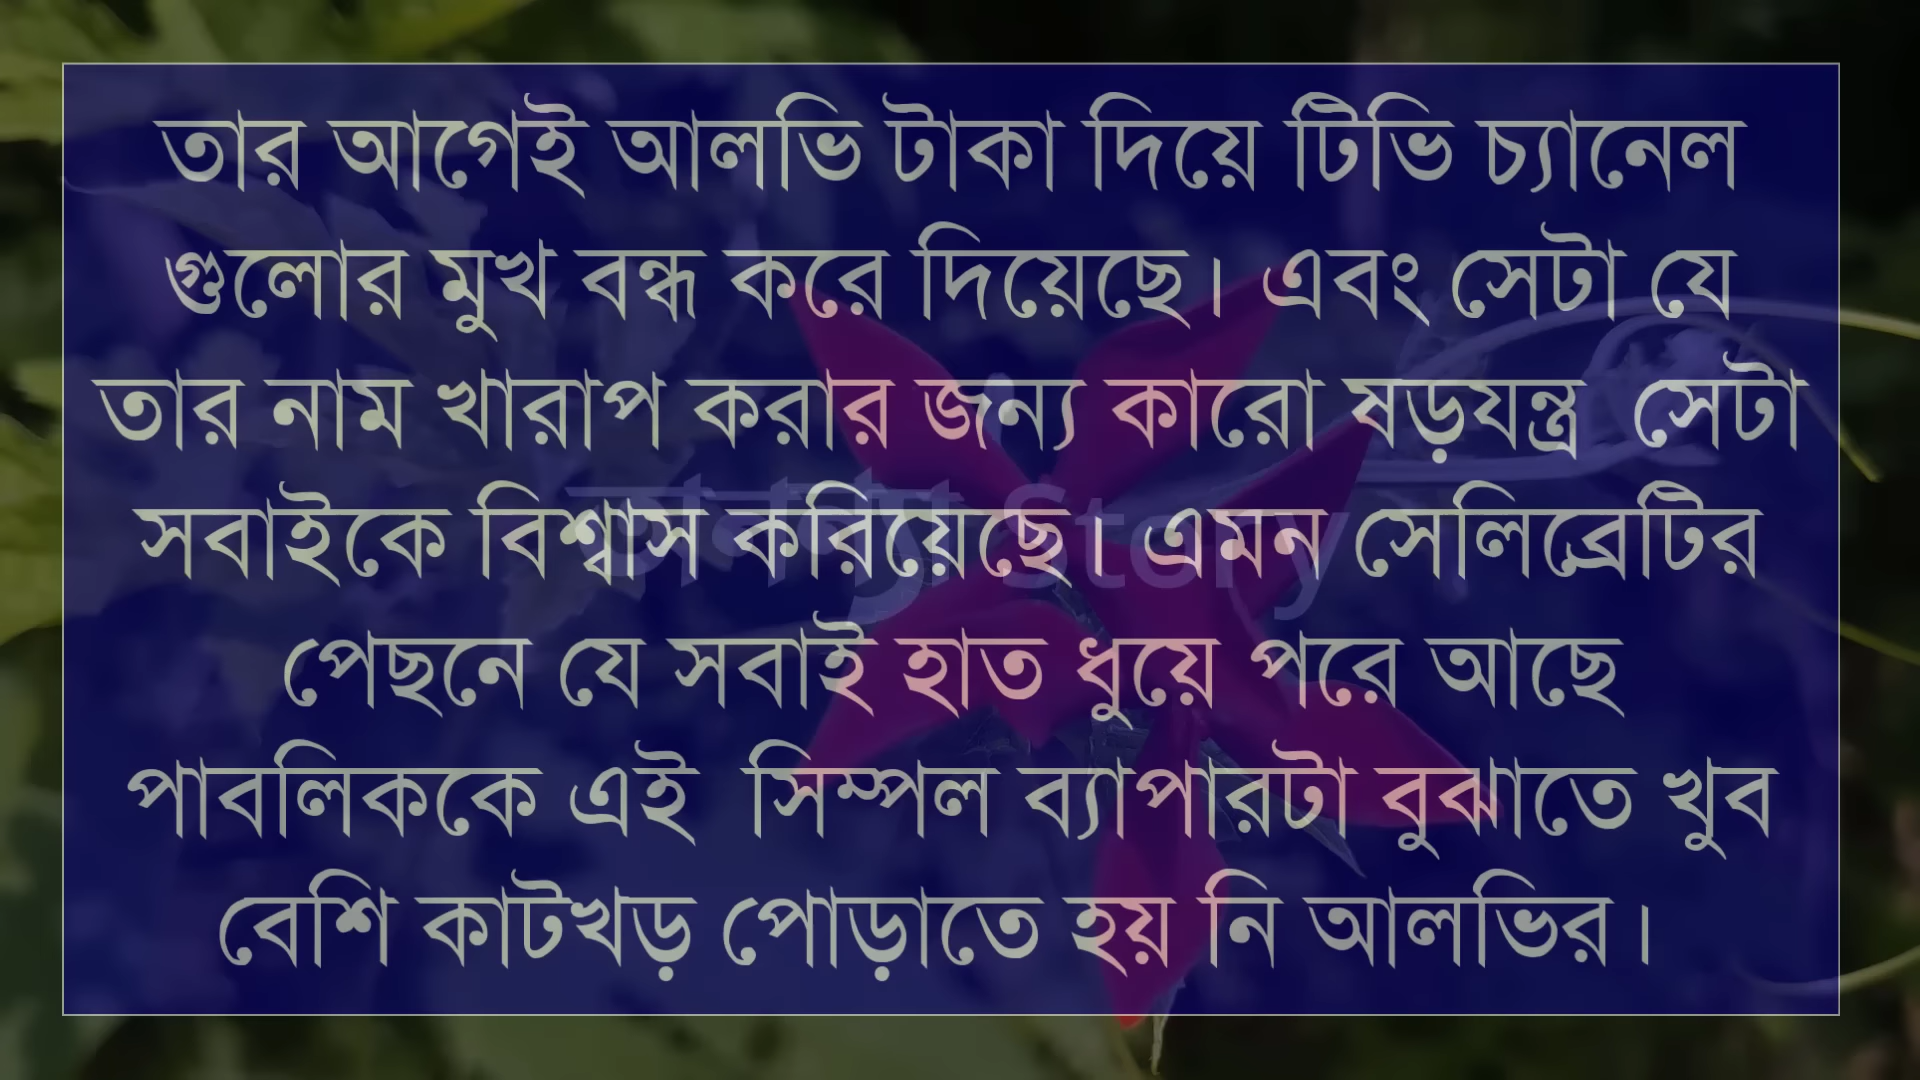 তার আগেই আলভি টাকা দিয়ে টিভি চ্যানেল
গুলোর মুখ বন্ধ করে দিয়েছে। এবং সেটা যে
তার নাম খারাপ করার জন্য কারো ষড়যন্ত্র সেটা
সবাইকে বিশ্বাস করিয়েছে। এমন সেলিব্রেটির
পেছনে যে সবাই হাত ধুয়ে পরে আছে
পাবলিককে এই সিম্পল ব্যাপারটা বুঝাতে খুব
বেশি কাটখড় পোড়াতে হয় নি আলভির।
Story